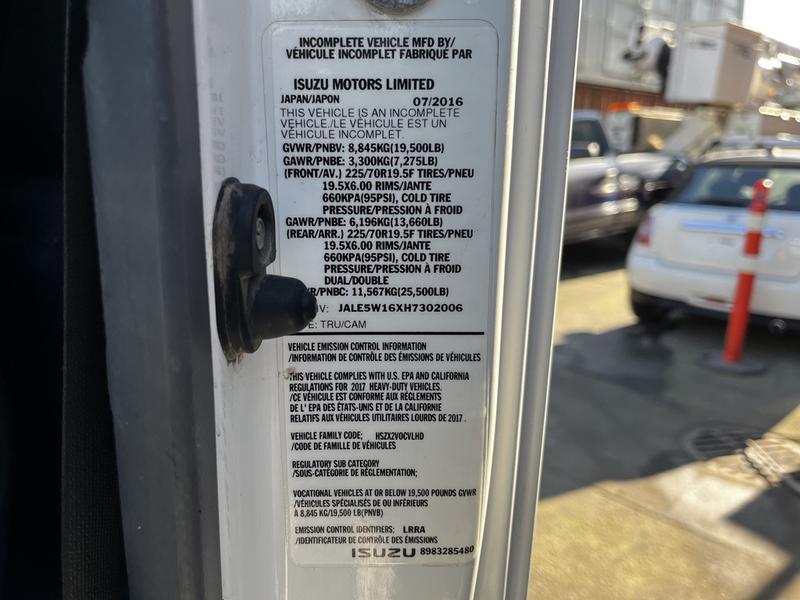 INCOMPLETE VEHICLE MFD BY/
VÉHICULE INCOMPLET FABRIQUÉ PAR
ISUZU MOTORS LIMITED
JAPAN/JAPON 07/2016
THIS VEHICLE IS AN INCOMPLETE
VEHICLE./LE VÉHICULE EST UN
VÉHICULE INCOMPLET.
GVWR/PNBV: 8,845KG(19,500LB)
GAWR/PNBE: 3,300KG(7,275LB)
(FRONT/AV.) 225/70R19.5F TIRES/PNEU
19.5X6.00 RIMS/JANTE
660KPA(95PSI), COLD TIRE
PRESSURE/PRESSION À FROID
GAWR/PNBE: 6,196KG(13,660LB)
(REAR/ARR.) 225/70R19.5F TIRES/PNEU
19.5X6.00 RIMS/JANTE
660KPA(95PSI), COLD TIRE
PRESSURE/PRESSION À FROID
DUAL/DOUBLE
R/PNBC: 11,567KG(25,500LB)
IV: JALE5W16XH7302006
E: TRU/CAM
VEHICLE EMISSION CONTROL INFORMATION
/INFORMATION DE CONTRÔLE DES ÉMISSIONS DE VÉHICULES
THIS VEHICLE COMPLIES WITH U.S. EPA AND CALIFORNIA
REGULATIONS FOR 2017 HEAVY-DUTY VEHICLES.
/CE VÉHICULE EST CONFORME AUX RÈGLEMENTS
DE L' EPA DES ÉTATS-UNIS ET DE LA CALIFORNIE
RELATIFS AUX VÉHICULES UTILITAIRES LOURDS DE 2017 .
VEHICLE FAMILY CODE; HSZX2VOCVLHD
/CODE DE FAMILLE DE VÉHICULES
REGULATORY SUB CATEGORY
/SOUS-CATÉGORIE DE RÉGLEMENTATION;
VOCATIONAL VEHICLES AT OR BELOW 19,500 POUNDS GVWR
/VÉHICULES SPÉCIALISÉS DE OU INFÉRIEURS
À 8,845 KG/19,500 LB(PNVB)
EMISSION CONTROL IDENTIFIERS; LRRA
/IDENTIFICATEUR DE CONTRÔLE DES ÉMISSIONS
ISUZU 8983285480